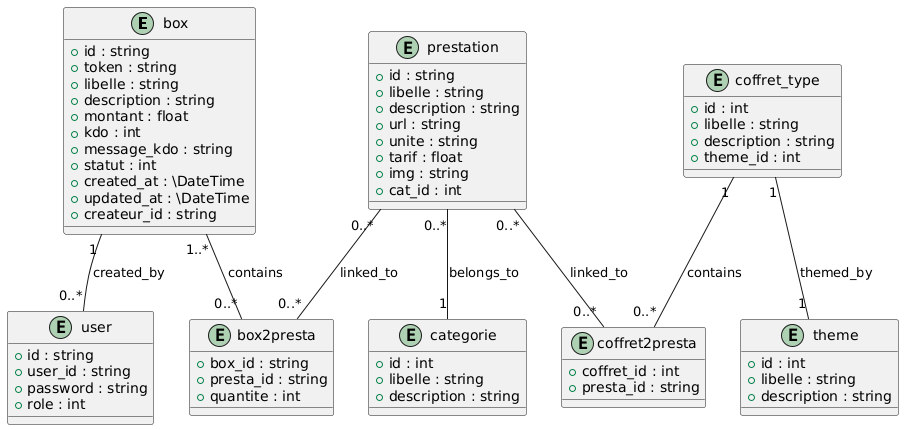 E box
id : string
token : string
libelle : string
description : string
montant : float
kdo : int
message_kdo : string
statut : int
created_at : \DateTime
updated_at : \DateTime
createur_id : string
E prestation
id : string
libelle : string
description : string
url : string
unite : string
tarif : float
img : string
cat_id : int
E coffret_type
id : int
libelle : string
description : string
theme_id : int
1
1..*
0..*
0..*
0..*
1
1
created_by
contains
linked_to
belongs_to
linked_to
contains
themed_by
0..*
0..*
0..*
1
0..*
0..*
1
E user
id : string
user_id : string
password : string
role : int
E box2presta
box_id : string
presta_id : string
quantite : int
E categorie
id : int
libelle : string
description : string
E coffret2presta
coffret_id : int
presta_id : string
E theme
id : int
libelle : string
description : string